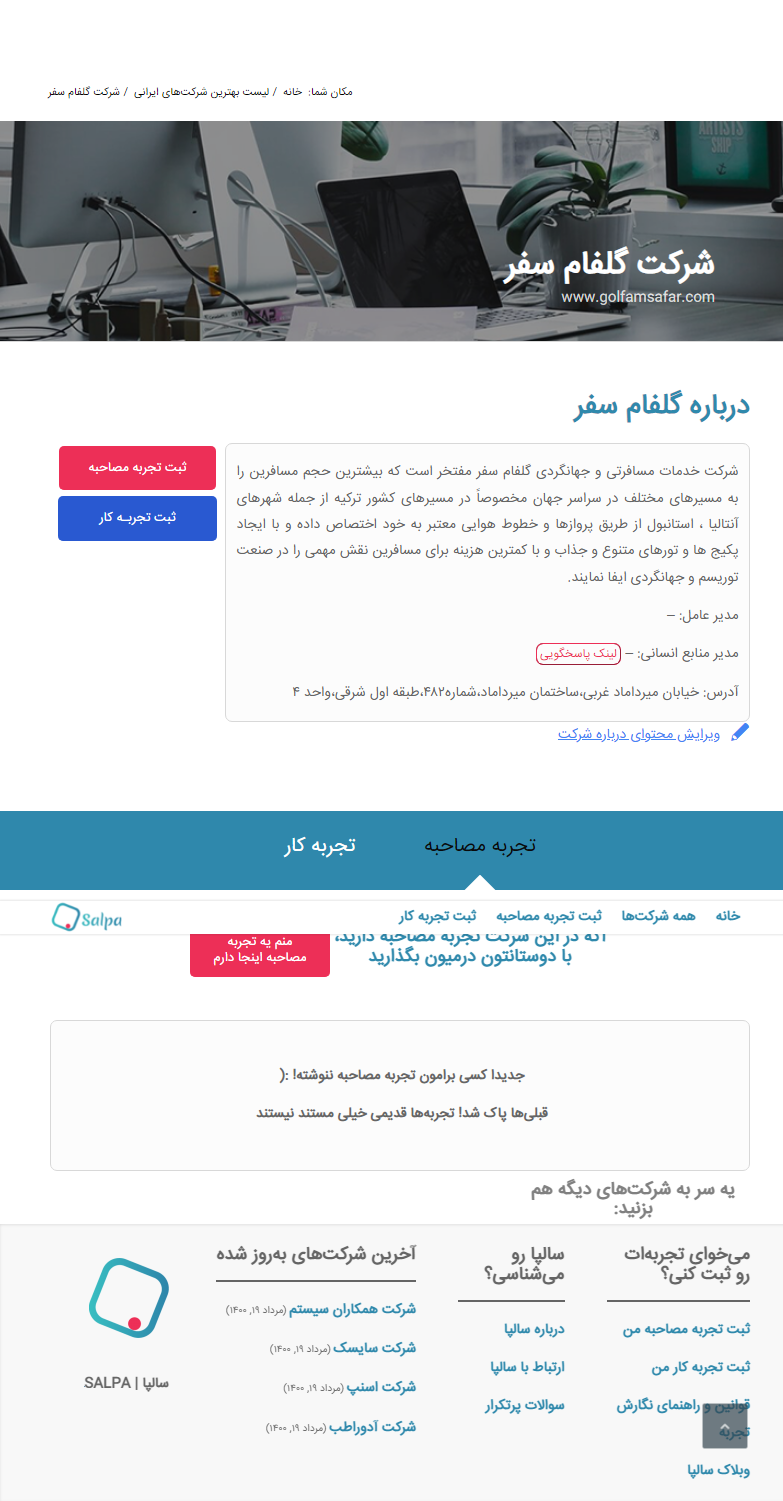 مکان شما: خانه / لیست بهترین شرکت‌های ایرانی / شرکت گلفام سفر
ARTISTS
SHIP
شرکت گلفام سفر
www.golfamsafar.com
درباره گلفام سفر
شرکت خدمات مسافرتی و جهانگردی گلفام سفر مفتخر است که بیشترین حجم مسافرین را
به مسیرهای مختلف در سراسر جهان مخصوصاً در مسیرهای کشور ترکیه از جمله شهرهای
آنتالیا ، استانبول از طریق پروازها و خطوط هوایی معتبر به خود اختصاص داده و با ایجاد
پکیج ها و تورهای متنوع و جذاب و با کمترین هزینه برای مسافرین نقش مهمی را در صنعت
توریسم و جهانگردی ایفا نمایند.
مدیر عامل: –
مدیر منابع انسانی: – لینک پاسخگویی
آدرس: خیابان میرداماد غربی،ساختمان میرداماد،شماره۴۸۲،طبقه اول شرقی،واحد ۴
ثبت تجربه مصاحبه
ثبت تجربـه کار
ویرایش محتوای درباره شرکت
تجربه مصاحبه
تجربه کار
خانه
همه شرکت‌ها
ثبت تجربه مصاحبه
ثبت تجربه کار
Salpa
اگه در این شرکت تجربه مصاحبه دارید،
با دوستانتون درمیون بگذارید
منم یه تجربه
مصاحبه اینجا دارم
جدیدا کسی برامون تجربه مصاحبه ننوشته! :(
قبلی‌ها پاک شد! تجربه‌ها قدیمی خیلی مستند نیستند
یه سر به شرکت‌های دیگه هم
بزنید:
می‌خوای تجربه‌ات
رو ثبت کنی؟
ثبت تجربه مصاحبه من
ثبت تجربه کار من
قوانین و راهنمای نگارش
تجربه
وبلاک سالپا
سالپا رو
می‌شناسی؟
درباره سالپا
ارتباط با سالپا
سوالات پرتکرار
آخرین شرکت‌های به‌روز شده
شرکت همکاران سیستم (مرداد ۱۹, ۱۴۰۰)
شرکت سایسک (مرداد ۱۹, ۱۴۰۰)
شرکت اسنپ (مرداد ۱۹, ۱۴۰۰)
شرکت آدوراطب (مرداد ۱۹, ۱۴۰۰)
سالپا | SALPA